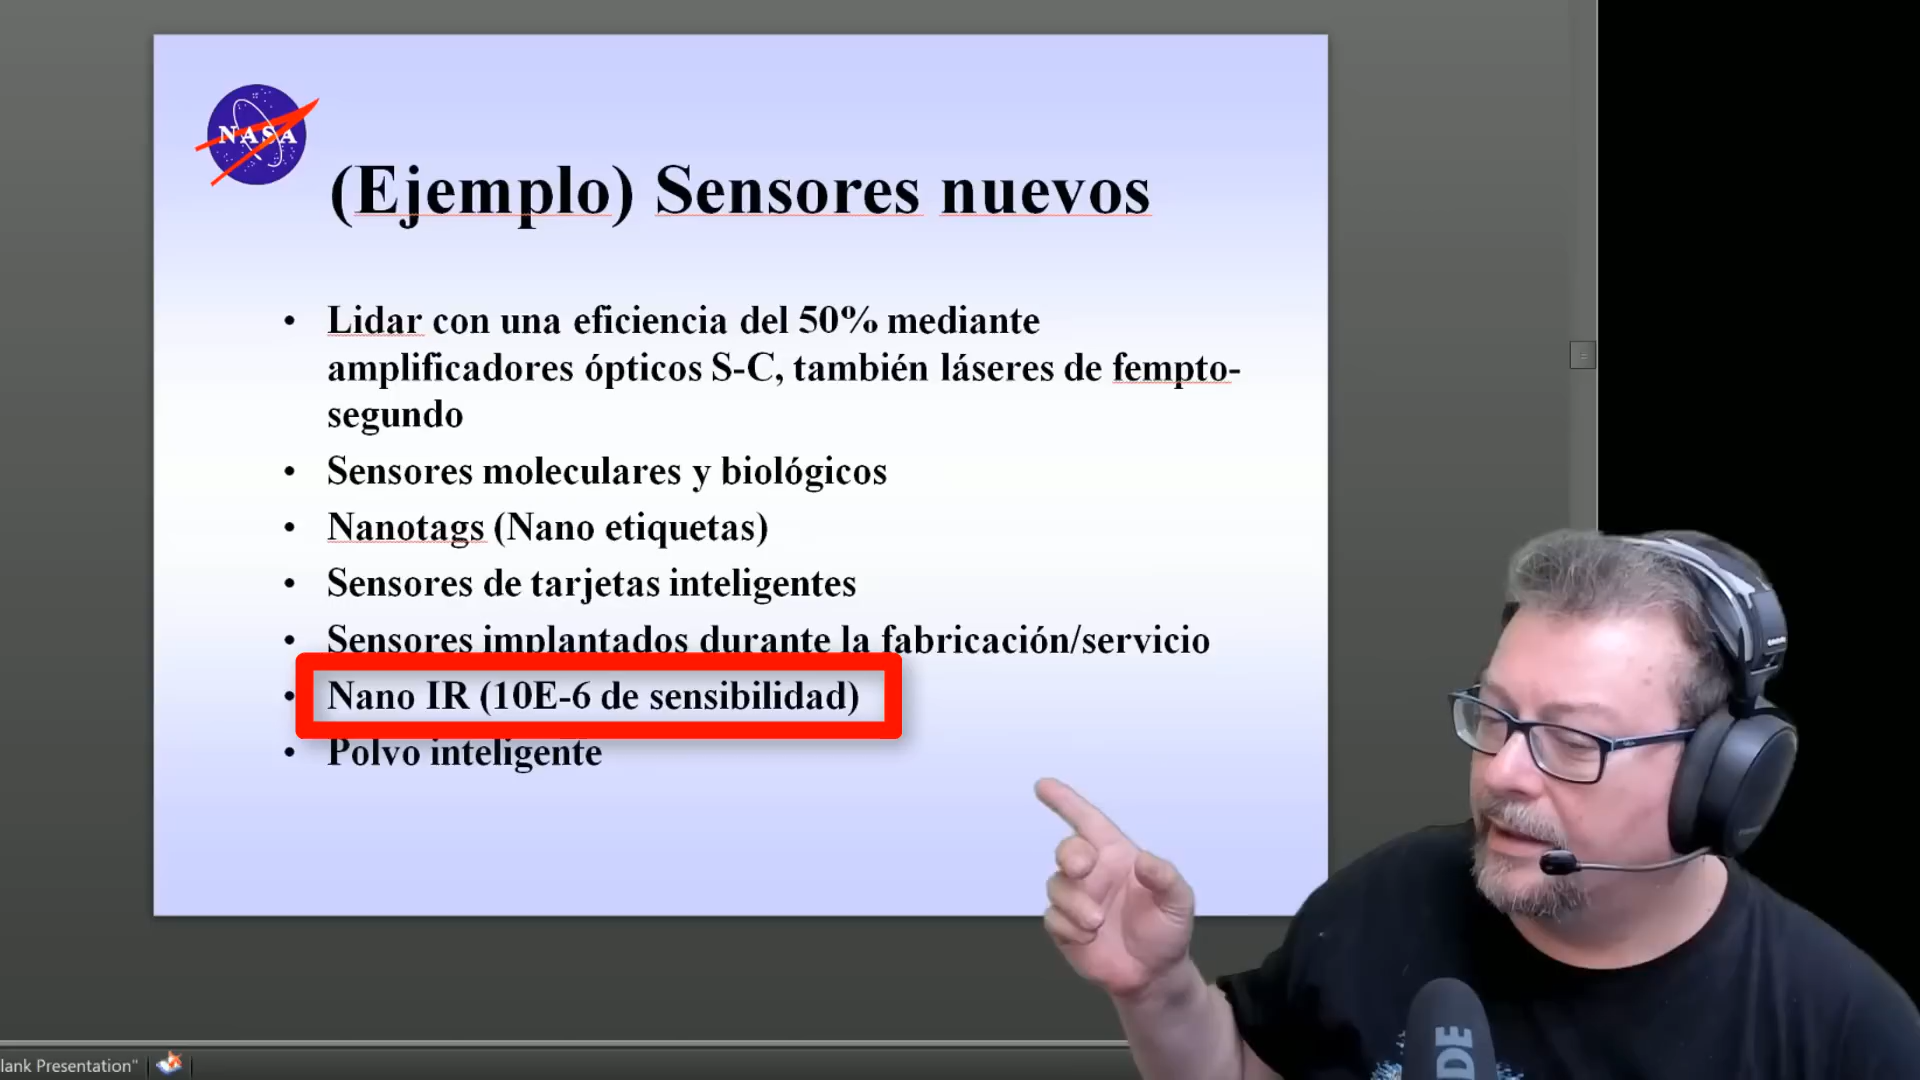 NASA
(Ejemplo) Sensores nuevos
• Lidar con una eficiencia del 50% mediante
amplificadores ópticos S-C, también láseres de fempto-
segundo
• Sensores moleculares y biológicos
• Nanotags (Nano etiquetas)
• Sensores de tarjetas inteligentes
• Sensores implantados durante la fabricación/servicio
• Nano IR (10E-6 de sensibilidad)
• Polvo inteligente
lank Presentation"
DE